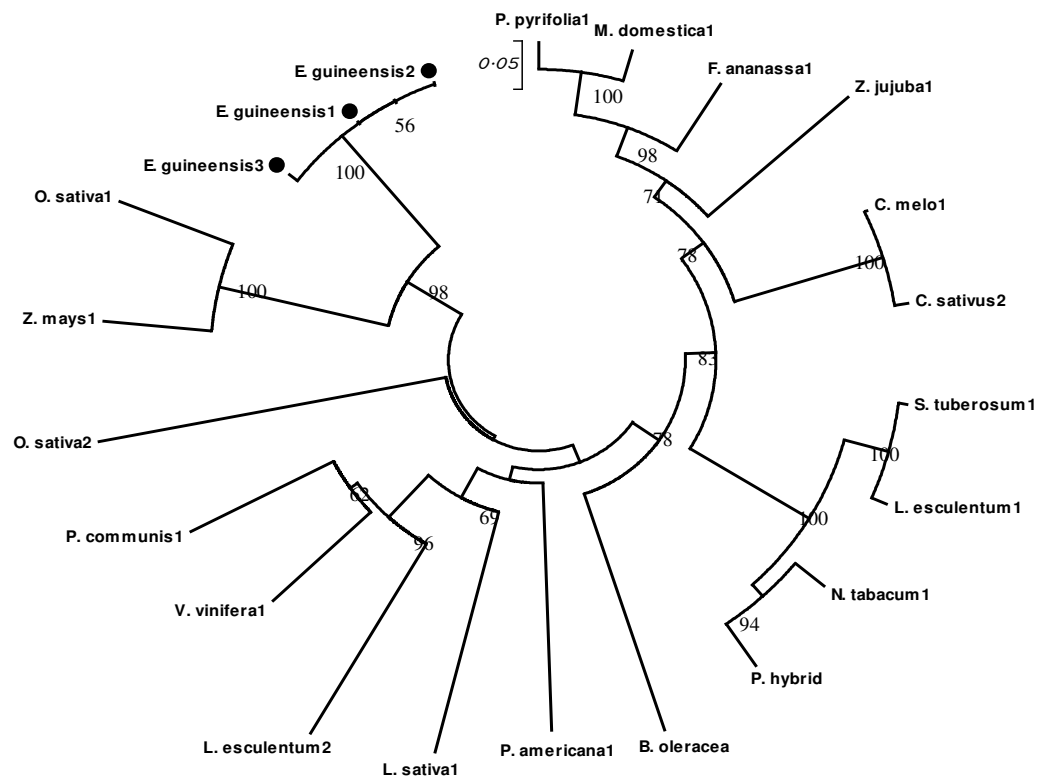 P. pyrifolia1
M. domestica1
0.05
E. guineensis2
F. ananassa1
Z. jujuba1
100
E. guineensis1
56
98
E. guineensis3
100
O. sativa1
71
C. melo1
78
100
100
98
C. sativus2
Z. mays1
83
S. tuberosum1
O. sativa2
78
100
62
L. esculentum1
P. communis1
69
100
96
V. vinifera1
N. tabacum1
94
P. hybrid
L. esculentum2
P. americana1
B. oleracea
L. sativa1